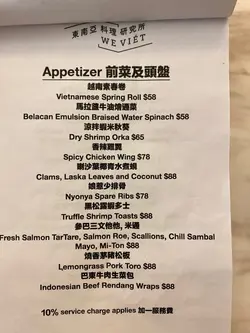 東南亞 料理 研究所
WE VIET
Appetizer 前菜及頭盤
越南素春卷
Vietnamese Spring Roll $58
馬拉盞牛油煸通菜
Belacan Emulsion Braised Water Spinach $58
涼拌蝦米秋葵
Dry Shrimp Orka $65
香辣雞翼
Spicy Chicken Wing $78
喇沙葉椰青水煮蜆
Clams, Laska Leaves and Coconut $88
娘惹少排骨
Nyonya Spare Ribs $78
黑松露蝦多士
Truffle Shrimp Toasts $88
參巴三文他他, 米通
Fresh Salmon TarTare, Salmon Roe, Scallions, Chill Sambal
Mayo, Mi-Ton $88
燒香茅豬松板
Lemongrass Pork Toro $88
巴東牛肉生菜包
Indonesian Beef Rendang Wraps $88
10% service charge applies 加一服務費